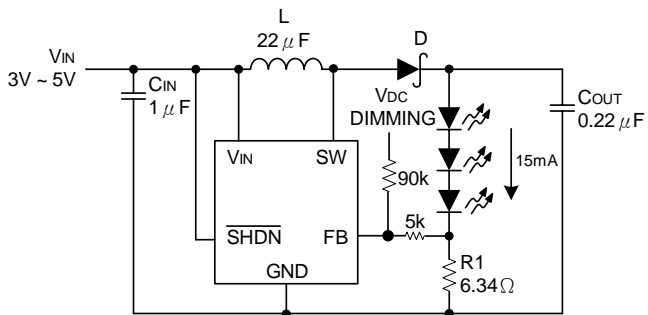 L
22μF
D
VIN
3V ~ 5V
CIN
1μF
VDC
DIMMING
COUT
0.22μF
VIN
SW
90k
15mA
5k
SHDN
FB
GND
R1
6.34Ω